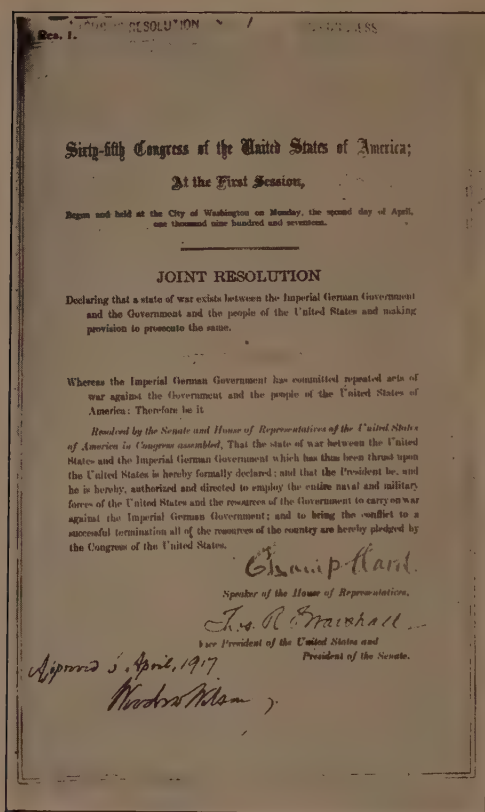 RESOLUTION
Res. 1.
Sixty-fifth Congress of the United States of America;
At the First Session,
Begun and held at the City of Washington on Monday, the second day of April,
one thousand nine hundred and seventeen.
JOINT RESOLUTION
Declaring that a state of war exists between the Imperial German Government
and the Government and the people of the United States and making
provision to prosecute the same.
Whereas the Imperial German Government has committed repeated acts of
war against the Government and the people of the United States of
America: Therefore be it
Resolved by the Senate and House of Representatives of the United States
of America in Congress assembled, That the state of war between the United
States and the Imperial German Government which has thus been thrust upon
the United States is hereby formally declared; and that the President be, and
he is hereby, authorized and directed to employ the entire naval and military
forces of the United States and the resources of the Government to carry on war
against the Imperial German Government; and to bring the conflict to a
successful termination all of the resources of the country are hereby pledged by
the Congress of the United States.
Champ
Speaker of the House of Representatives.
Thos. R. Marshall
Vice President of the United States and
President of the Senate.
Approved April, 1917
Woodrow Wilson